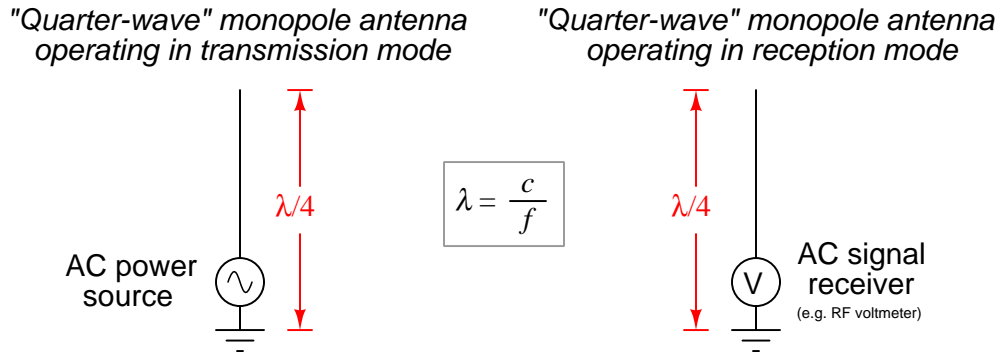 "Quarter-wave" monopole antenna
operating in transmission mode
"Quarter-wave" monopole antenna
operating in reception mode
λ/4
λ = c/f
λ/4
AC power
source
V
AC signal
receiver
(e.g. RF voltmeter)